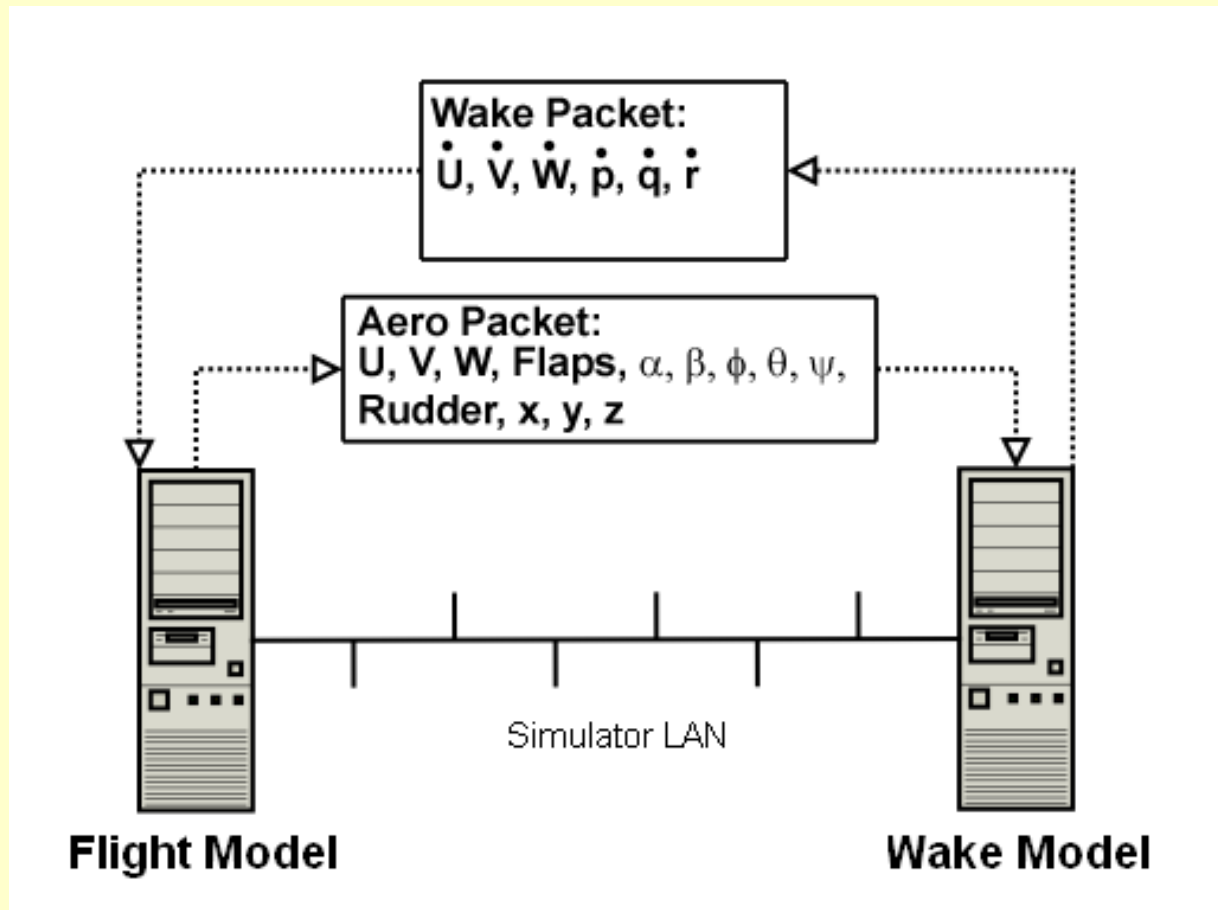 Wake Packet:
U̇, V̇, Ẇ, ṗ, q̇, ṙ
Aero Packet:
U, V, W, Flaps, α, β, ϕ, θ, ψ,
Rudder, x, y, z
Simulator LAN
Flight Model
Wake Model